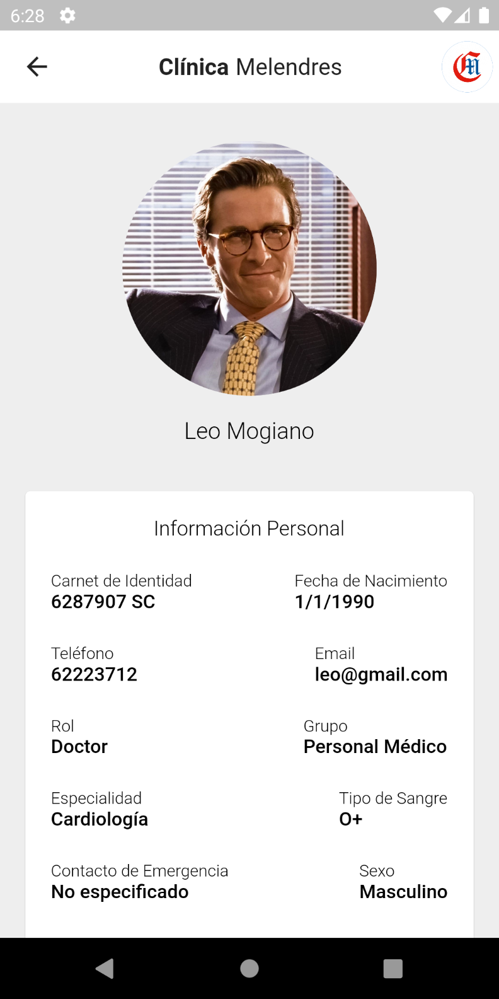 6:28
Clínica Melendres
CM
Leo Mogiano
Información Personal
Carnet de Identidad Fecha de Nacimiento
6287907 SC 1/1/1990
Teléfono Email
62223712 leo@gmail.com
Rol Grupo
Doctor Personal Médico
Especialidad Tipo de Sangre
Cardiología O+
Contacto de Emergencia Sexo
No especificado Masculino